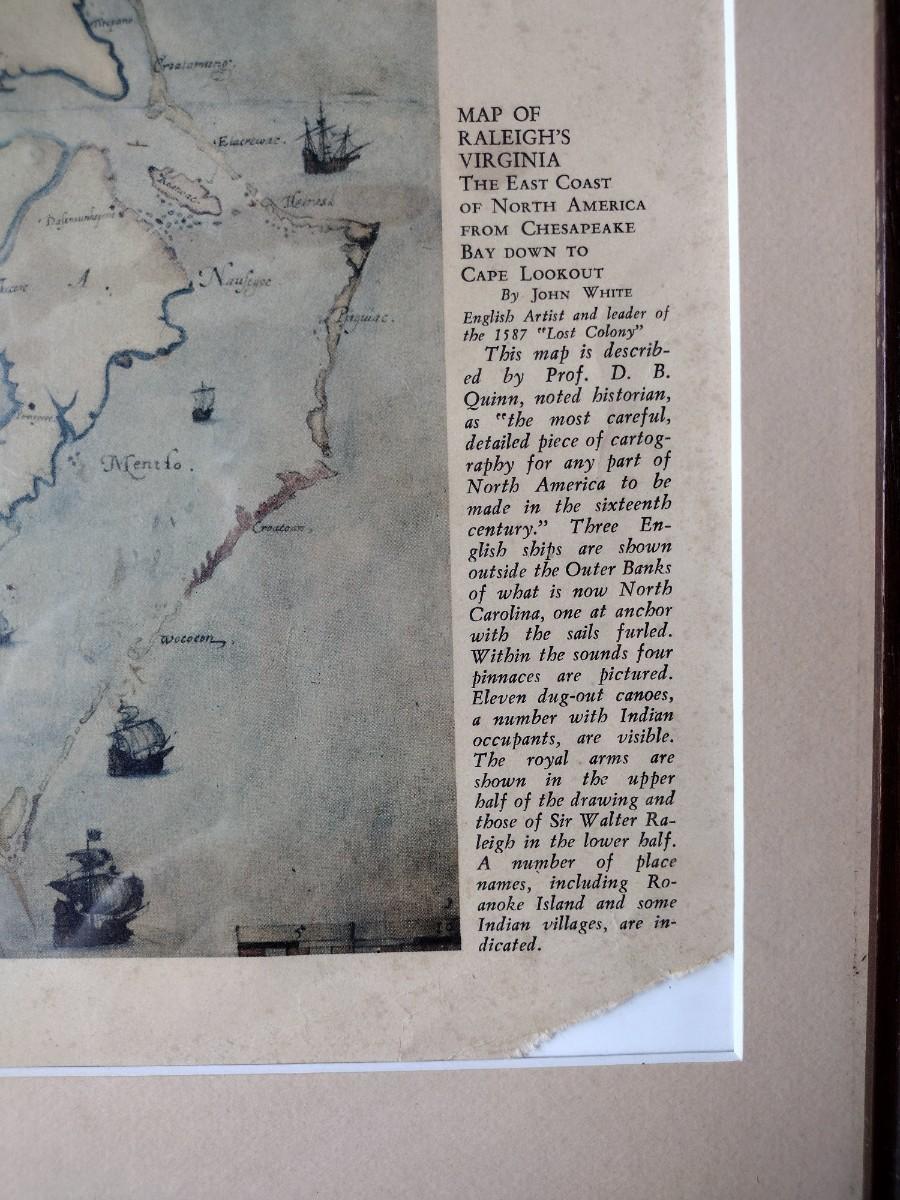 Croatamung.
Elacrewac.
Roanoac
Hatrask
Dasamunkepeuc
A
Nausegoc
Paquiac.
Mentso.
Croatoan.
Wococon.
5
10
MAP OF
RALEIGH'S
VIRGINIA
THE EAST COAST
OF NORTH AMERICA
FROM CHESAPEAKE
BAY DOWN TO
CAPE LOOKOUT
By JOHN WHITE
English Artist and leader of
the 1587 "Lost Colony"
This map is describ-
ed by Prof. D. B.
Quinn, noted historian,
as "the most careful,
detailed piece of cartog-
raphy for any part of
North America to be
made in the sixteenth
century." Three En-
glish ships are shown
outside the Outer Banks
of what is now North
Carolina, one at anchor
with the sails furled.
Within the sounds four
pinnaces are pictured.
Eleven dug-out canoes,
a number with Indian
occupants, are visible.
The royal arms are
shown in the upper
half of the drawing and
those of Sir Walter Ra-
leigh in the lower half.
A number of place
names, including Ro-
anoke Island and some
Indian villages, are in-
dicated.